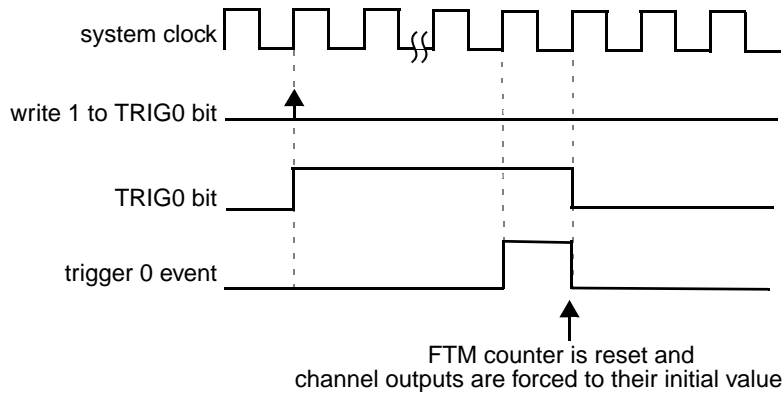 system clock
write 1 to TRIG0 bit
TRIG0 bit
trigger 0 event
FTM counter is reset and
channel outputs are forced to their initial value